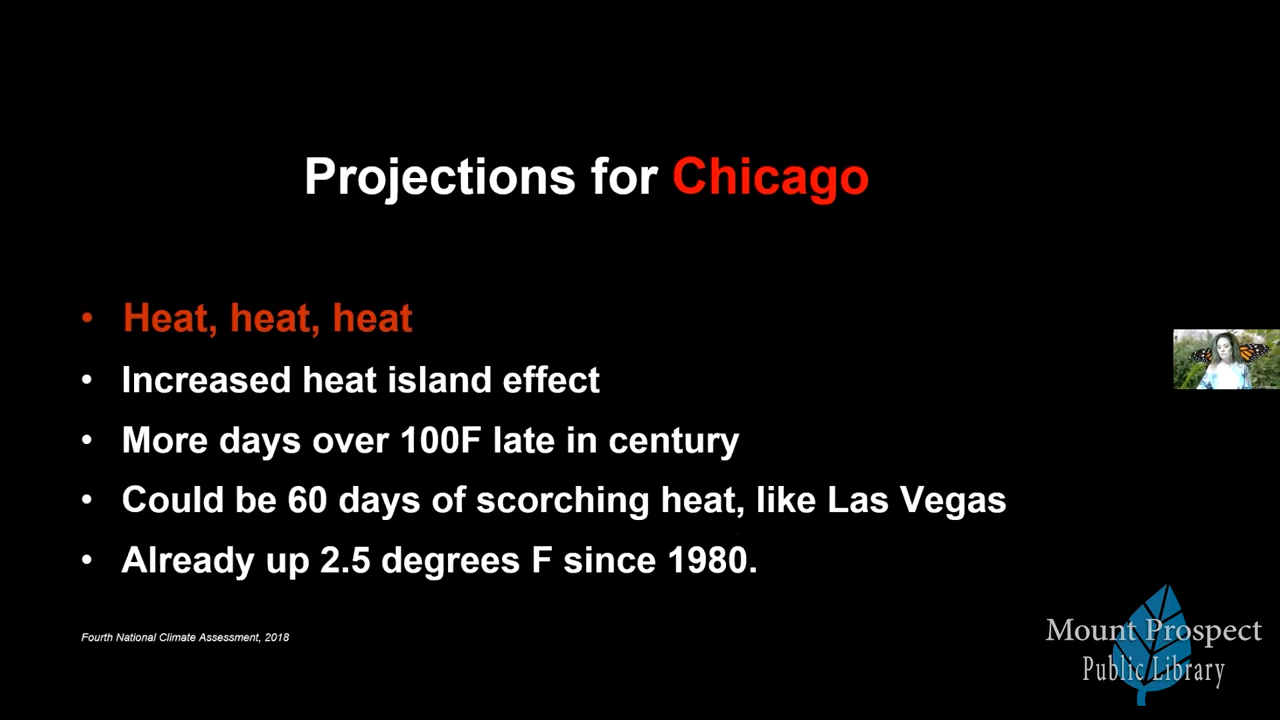 Projections for Chicago
• Heat, heat, heat
• Increased heat island effect
• More days over 100F late in century
• Could be 60 days of scorching heat, like Las Vegas
• Already up 2.5 degrees F since 1980.
Fourth National Climate Assessment, 2018
Mount Prospect
Public Library